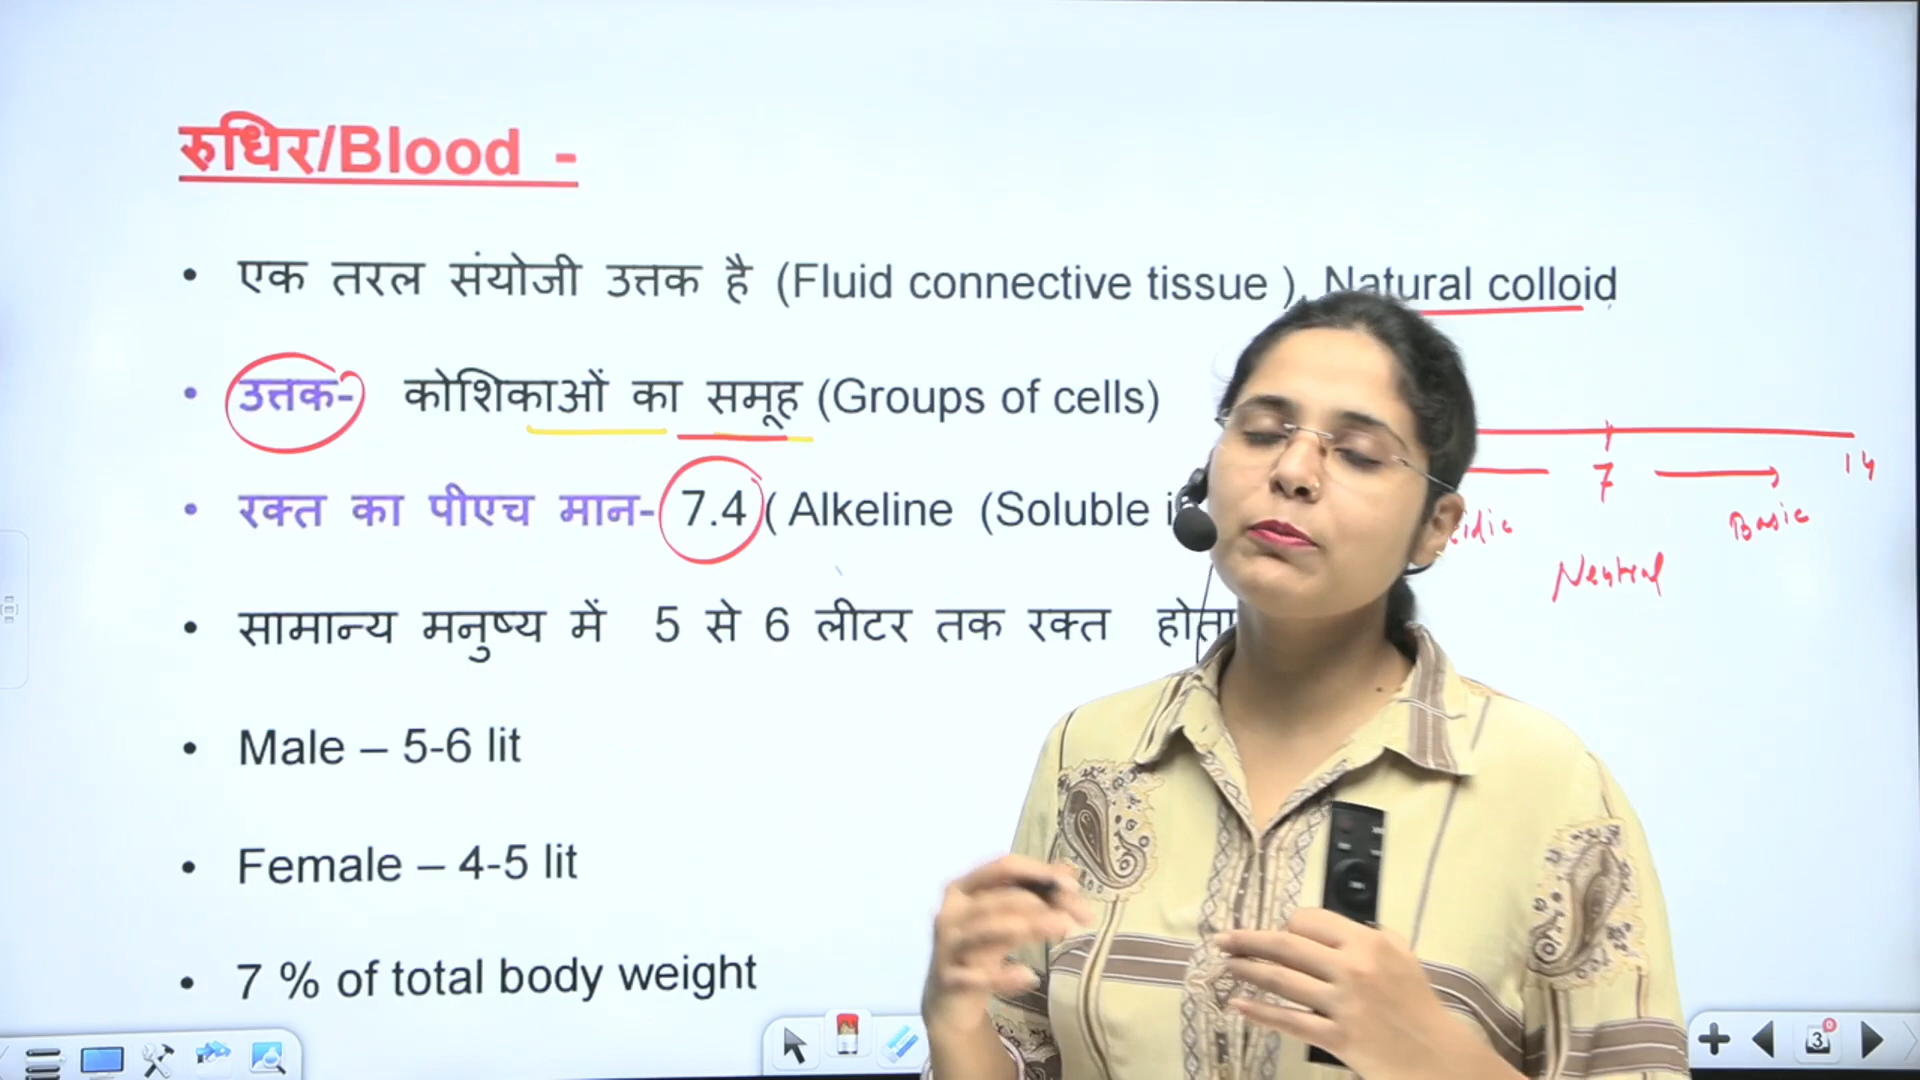 रुधिर/Blood -
• एक तरल संयोजी उत्तक है (Fluid connective tissue ), Natural colloid
• उत्तक- कोशिकाओं का समूह (Groups of cells)
• रक्त का पीएच मान- 7.4 ( Alkeline (Soluble
• सामान्य मनुष्य में 5 से 6 लीटर तक रक्त होता
• Male – 5-6 lit
• Female – 4-5 lit
• 7 % of total body weight
7
14
Basic
Neutral
3
0